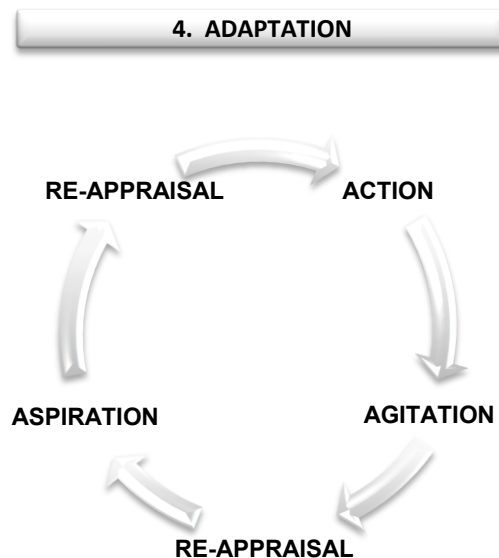 4. ADAPTATION
RE-APPRAISAL
ACTION
ASPIRATION
AGITATION
RE-APPRAISAL